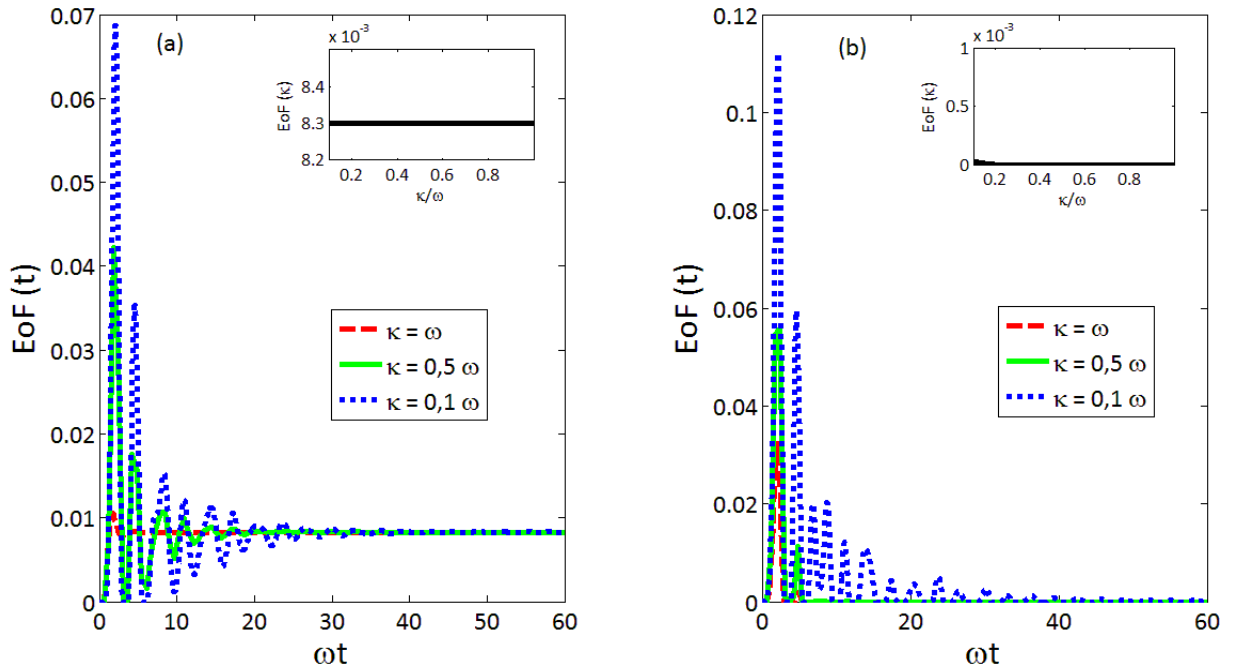 (a)
EoF (t)
0.07
0.06
0.05
0.04
0.03
0.02
0.01
0
0 10 20 30 40 50 60
ωt
x 10⁻³
EoF (κ)
8.4
8.3
8.2
0.2 0.4 0.6 0.8
κ/ω
κ = ω
κ = 0,5 ω
κ = 0,1 ω
(b)
EoF (t)
0.12
0.1
0.08
0.06
0.04
0.02
0
0 20 40 60
ωt
x 10⁻³
EoF (κ)
1
0.5
0
0.2 0.4 0.6 0.8
κ/ω
κ = ω
κ = 0,5 ω
κ = 0,1 ω